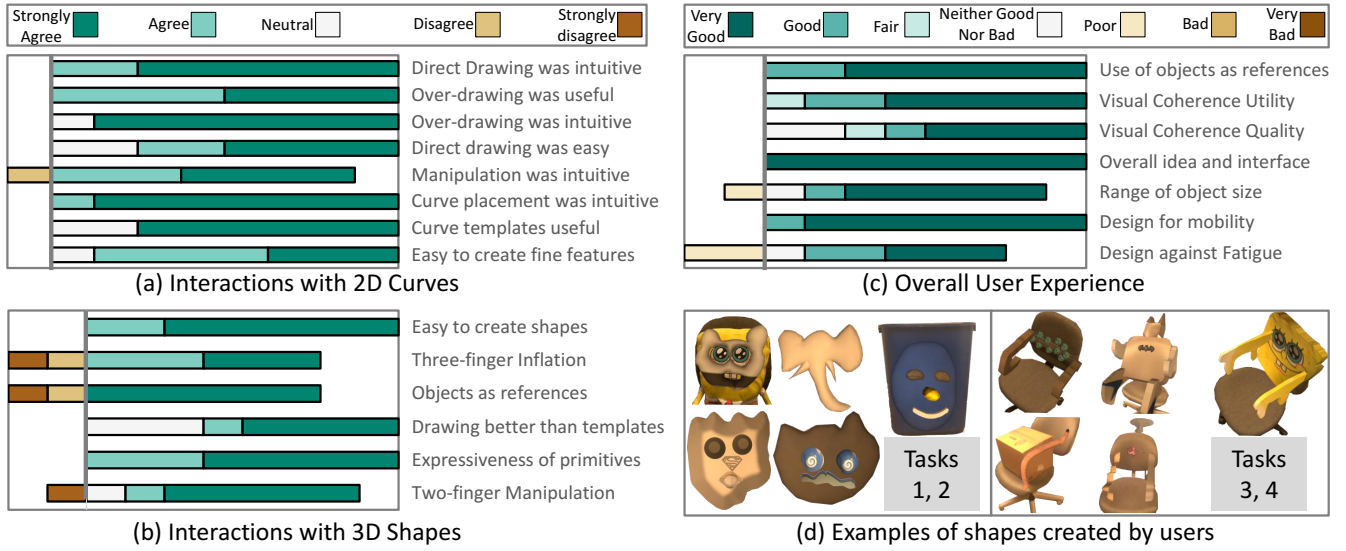 Strongly Agree
Agree
Neutral
Disagree
Strongly disagree
Direct Drawing was intuitive
Over-drawing was useful
Over-drawing was intuitive
Direct drawing was easy
Manipulation was intuitive
Curve placement was intuitive
Curve templates useful
Easy to create fine features
(a) Interactions with 2D Curves
Easy to create shapes
Three-finger Inflation
Objects as references
Drawing better than templates
Expressiveness of primitives
Two-finger Manipulation
(b) Interactions with 3D Shapes
Very Good
Good
Fair
Neither Good Nor Bad
Poor
Bad
Very Bad
Use of objects as references
Visual Coherence Utility
Visual Coherence Quality
Overall idea and interface
Range of object size
Design for mobility
Design against Fatigue
(c) Overall User Experience
Tasks
1, 2
Tasks
3, 4
(d) Examples of shapes created by users